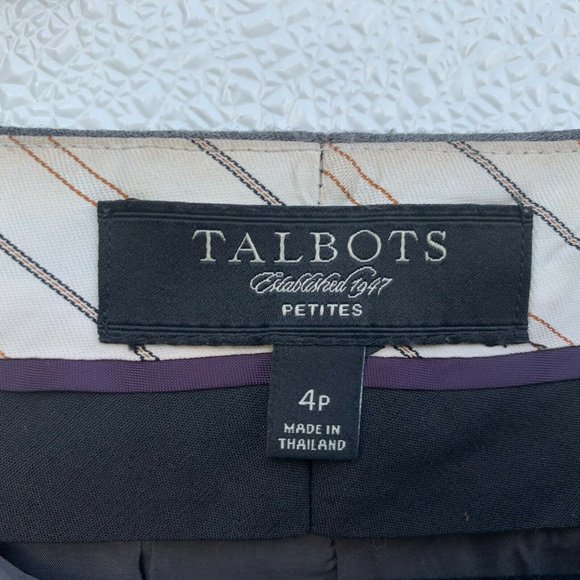 TALBOTS
Established 1947
PETITES
4P
MADE IN
THAILAND